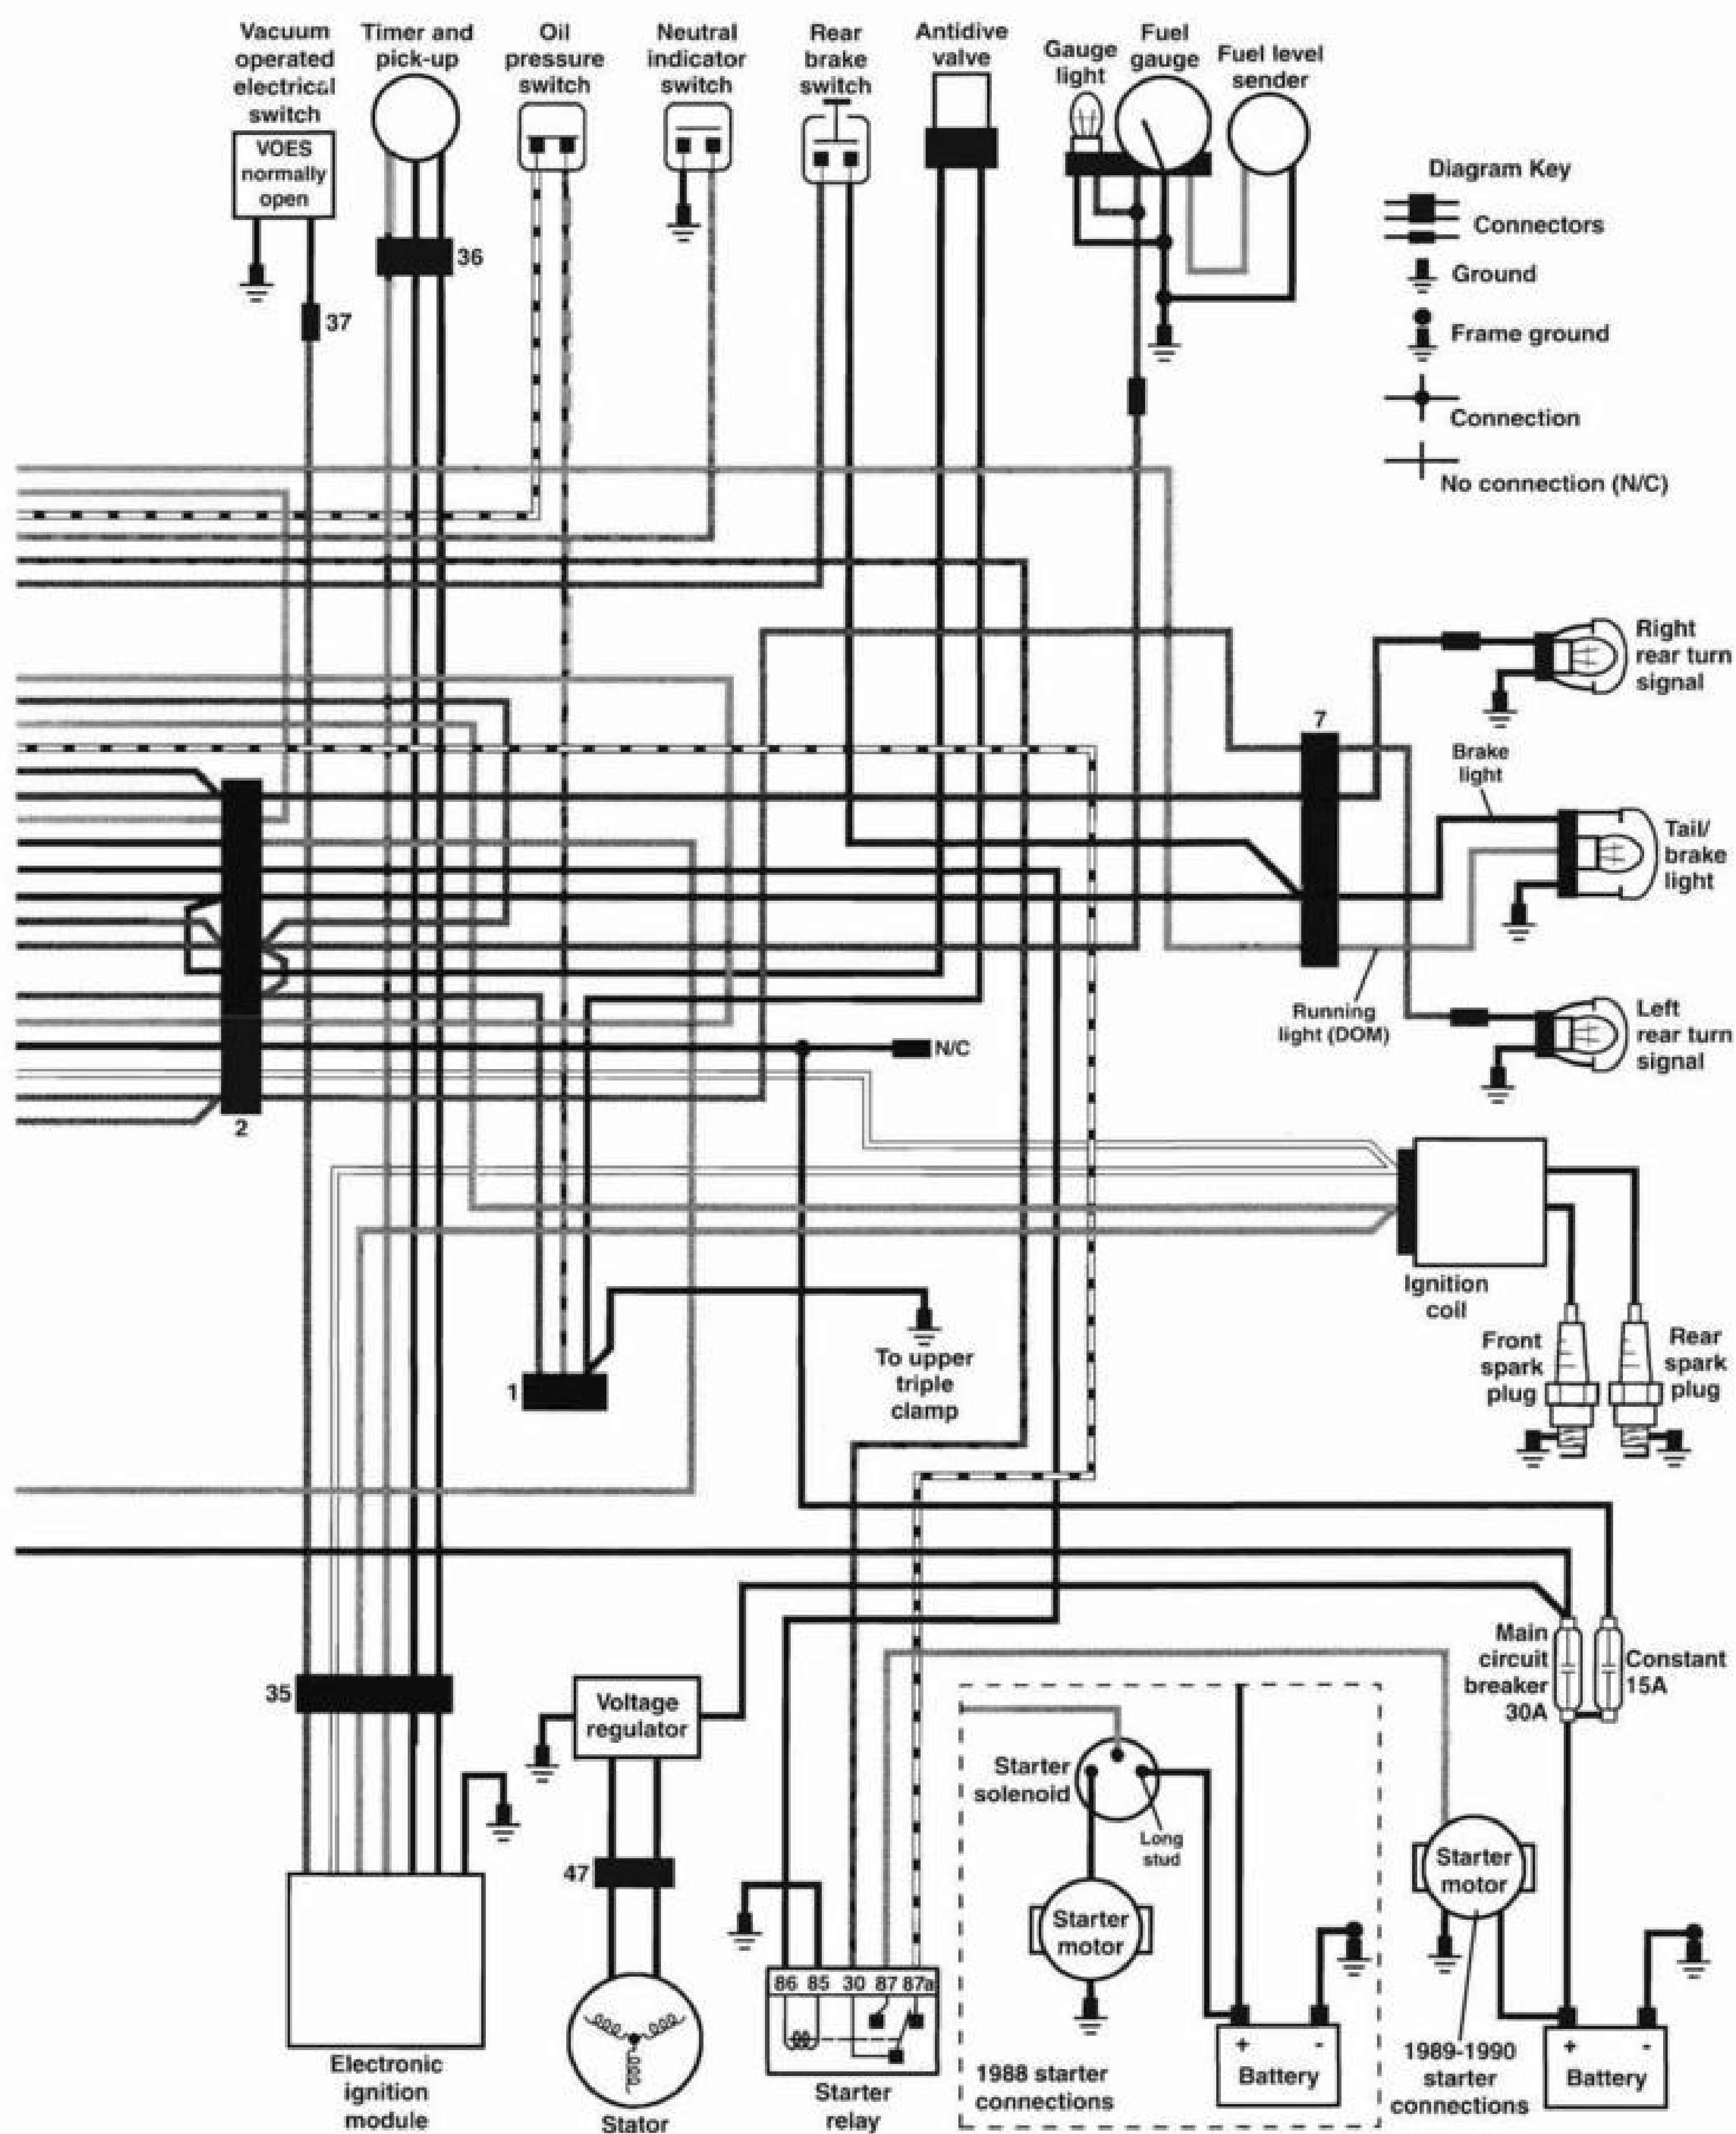 Vacuum
operated
electrical
switch
Timer and
pick-up
Oil
pressure
switch
Neutral
indicator
switch
Rear
brake
switch
Antidive
valve
Gauge
light
Fuel
gauge
Fuel level
sender
VOES
normally
open
36
37
Diagram Key
Connectors
Ground
Frame ground
Connection
No connection (N/C)
Right
rear turn
signal
7
Brake
light
Tail/
brake
light
Running
light (DOM)
Left
rear turn
signal
N/C
2
Ignition
coil
Front
spark
plug
Rear
spark
plug
To upper
triple
clamp
1
Main
circuit
breaker
30A
Constant
15A
35
Voltage
regulator
Starter
solenoid
Long
stud
47
Starter
motor
Starter
motor
86 85 30 87 87a
+ -
Battery
+ -
Battery
1988 starter
connections
1989-1990
starter
connections
Electronic
ignition
module
Stator
Starter
relay